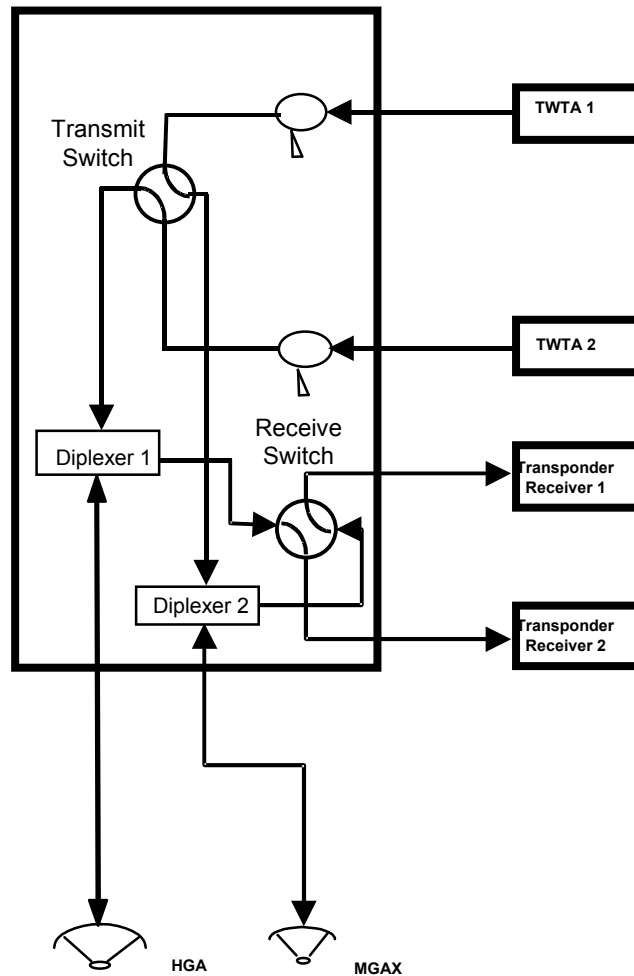 TWTA 1
Transmit
Switch
TWTA 2
Receive
Switch
Diplexer 1
Transponder
Receiver 1
Diplexer 2
Transponder
Receiver 2
HGA
MGAX